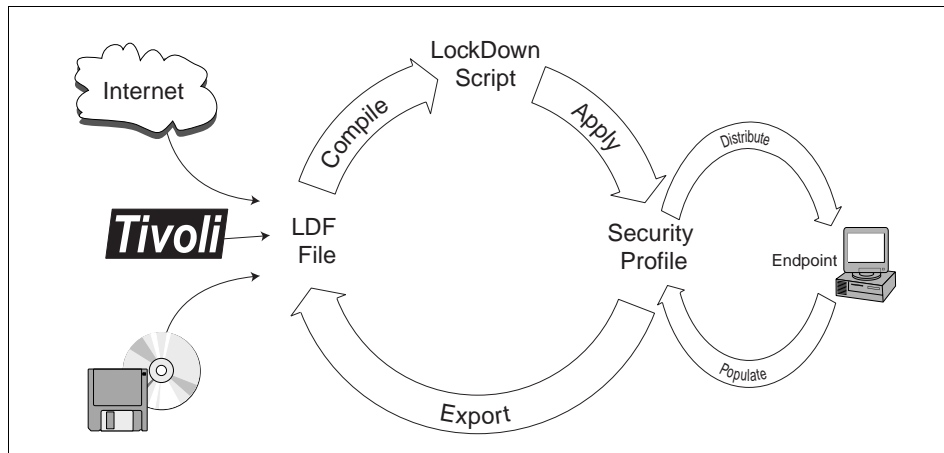 Internet
Tivoli
LDF
File
Compile
LockDown
Script
Apply
Security
Profile
Distribute
Endpoint
Populate
Export